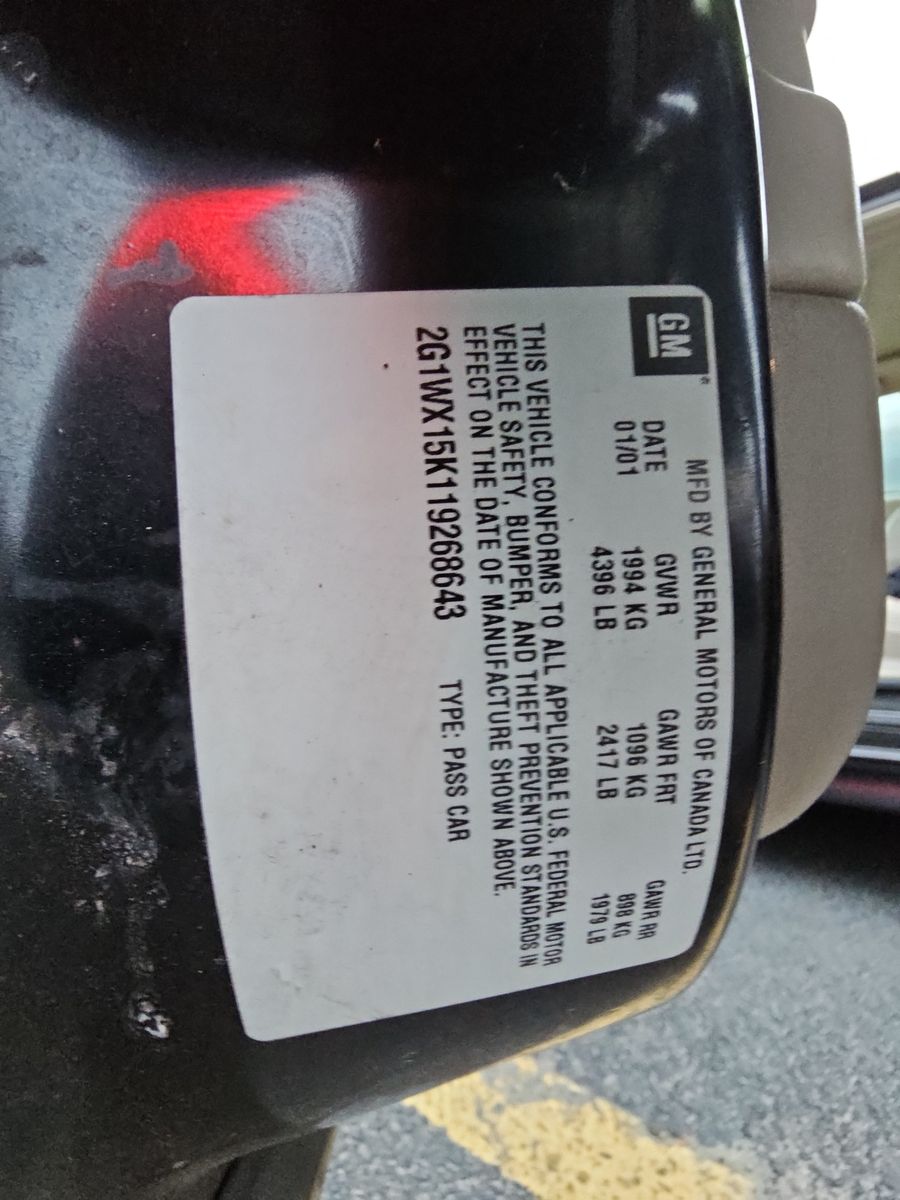 GM
MFD BY GENERAL MOTORS OF CANADA LTD.
DATE GVWR GAWR FRT GAWR RR
01/01 1994 KG 1096 KG 898 KG
4396 LB 2417 LB 1979 LB
THIS VEHICLE CONFORMS TO ALL APPLICABLE U.S. FEDERAL MOTOR
VEHICLE SAFETY, BUMPER, AND THEFT PREVENTION STANDARDS IN
EFFECT ON THE DATE OF MANUFACTURE SHOWN ABOVE.
2G1WX15K119268643 TYPE: PASS CAR